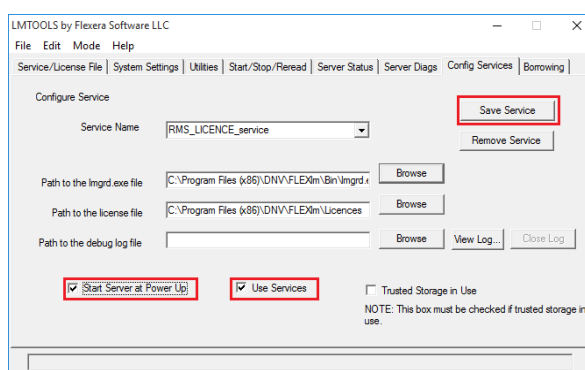 LMTOOLS by Flexera Software LLC
File Edit Mode Help
Service/License File System Settings Utilities Start/Stop/Reread Server Status Server Diags Config Services Borrowing
Configure Service
Save Service
Service Name RMS_LICENCE_service
Remove Service
Path to the lmgrd.exe file C:\Program Files (x86)\DNV\FLEXlm\Bin\lmgrd.e Browse
Path to the license file C:\Program Files (x86)\DNV\FLEXlm\Licences Browse
Path to the debug log file Browse View Log... Close Log
Start Server at Power Up Use Services Trusted Storage in Use
NOTE: This box must be checked if trusted storage in
use.